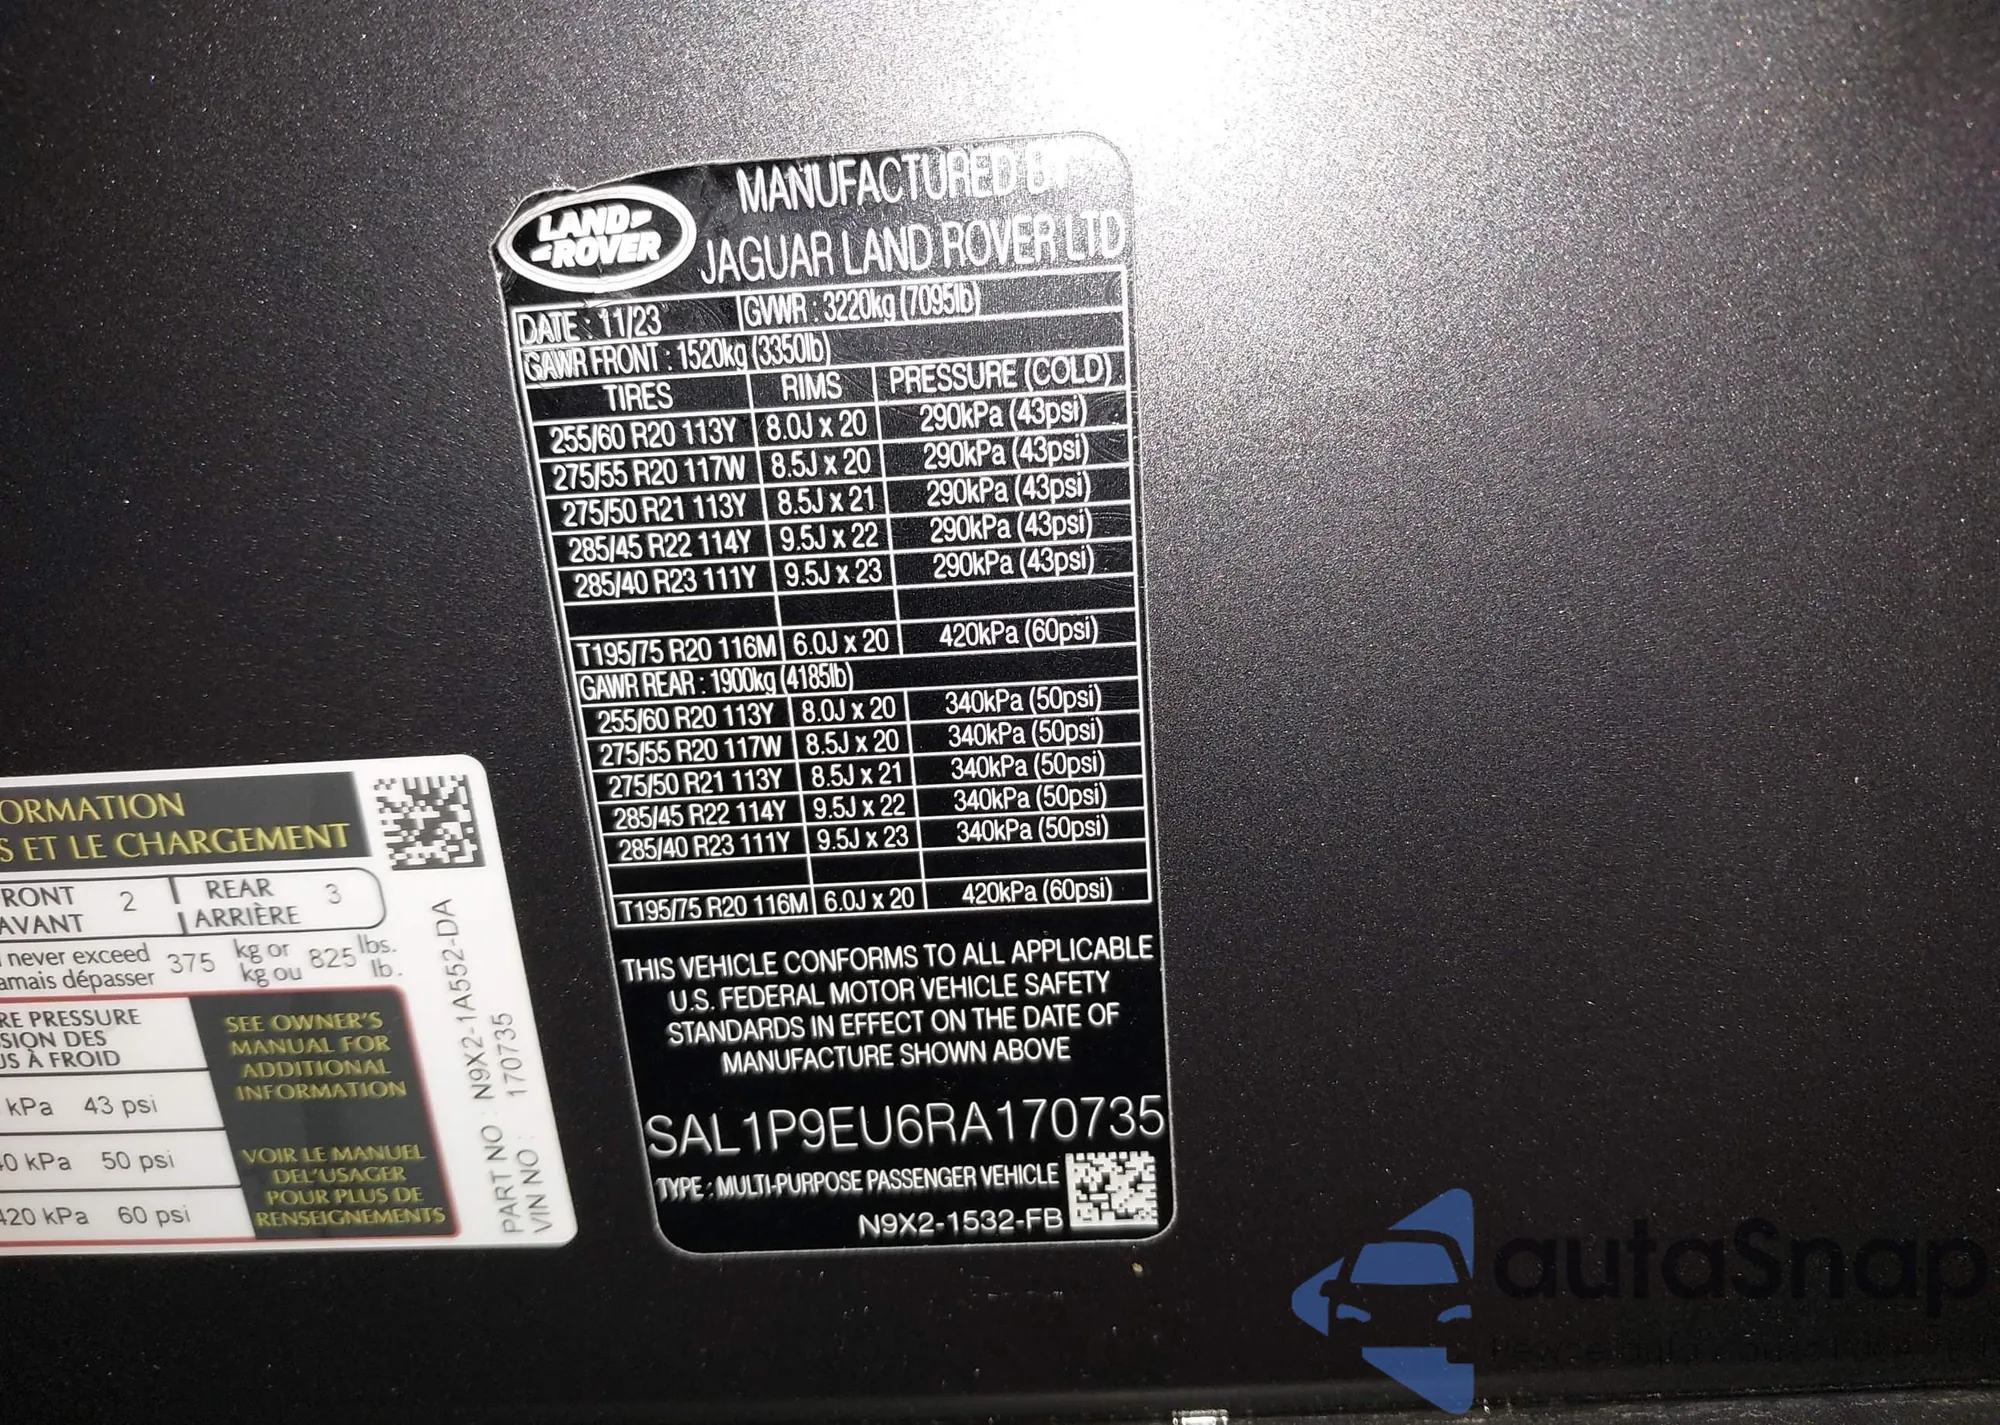 LAND-
-ROVER
MANUFACTURED BY
JAGUAR LAND ROVER LTD
DATE : 11/23 GVWR : 3220kg (7095lb)
GAWR FRONT : 1520kg (3350lb)
TIRES RIMS PRESSURE (COLD)
255/60 R20 113Y 8.0J x 20 290kPa (43psi)
275/55 R20 117W 8.5J x 20 290kPa (43psi)
275/50 R21 113Y 8.5J x 21 290kPa (43psi)
285/45 R22 114Y 9.5J x 22 290kPa (43psi)
285/40 R23 111Y 9.5J x 23 290kPa (43psi)
T195/75 R20 116M 6.0J x 20 420kPa (60psi)
GAWR REAR : 1900kg (4185lb)
255/60 R20 113Y 8.0J x 20 340kPa (50psi)
275/55 R20 117W 8.5J x 20 340kPa (50psi)
275/50 R21 113Y 8.5J x 21 340kPa (50psi)
285/45 R22 114Y 9.5J x 22 340kPa (50psi)
285/40 R23 111Y 9.5J x 23 340kPa (50psi)
T195/75 R20 116M 6.0J x 20 420kPa (60psi)
THIS VEHICLE CONFORMS TO ALL APPLICABLE
U.S. FEDERAL MOTOR VEHICLE SAFETY
STANDARDS IN EFFECT ON THE DATE OF
MANUFACTURE SHOWN ABOVE
SAL1P9EU6RA170735
TYPE : MULTI-PURPOSE PASSENGER VEHICLE
N9X2-1532-FB
ORMATION
S ET LE CHARGEMENT
RONT 2 REAR 3
AVANT ARRIÈRE
never exceed 375 kg or 825 lbs.
amais dépasser kg ou lb.
RE PRESSURE
SION DES
US À FROID
kPa 43 psi
40 kPa 50 psi
420 kPa 60 psi
SEE OWNER'S
MANUAL FOR
ADDITIONAL
INFORMATION
VOIR LE MANUEL
DEL'USAGER
POUR PLUS DE
RENSEIGNEMENTS
PART NO : N9X2-1A552-DA
VIN NO : 170735
autaSnap